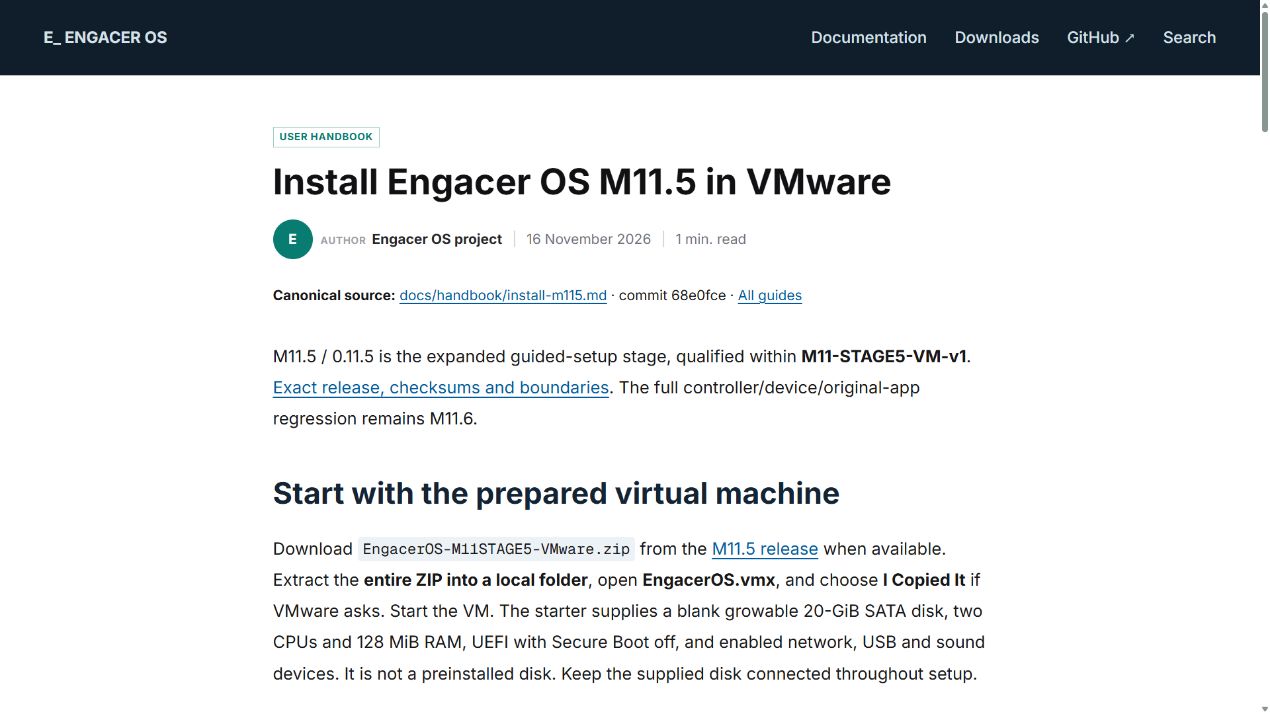 E_ ENGACER OS
Documentation Downloads GitHub ↗ Search
USER HANDBOOK
Install Engacer OS M11.5 in VMware
E AUTHOR Engacer OS project 16 November 2026 1 min. read
Canonical source: docs/handbook/install-m115.md · commit 68e0fce · All guides
M11.5 / 0.11.5 is the expanded guided-setup stage, qualified within M11-STAGE5-VM-v1.
Exact release, checksums and boundaries. The full controller/device/original-app
regression remains M11.6.
Start with the prepared virtual machine
Download EngacerOS-M11STAGE5-VMware.zip from the M11.5 release when available.
Extract the entire ZIP into a local folder, open EngacerOS.vmx, and choose I Copied It if
VMware asks. Start the VM. The starter supplies a blank growable 20-GiB SATA disk, two
CPUs and 128 MiB RAM, UEFI with Secure Boot off, and enabled network, USB and sound
devices. It is not a preinstalled disk. Keep the supplied disk connected throughout setup.